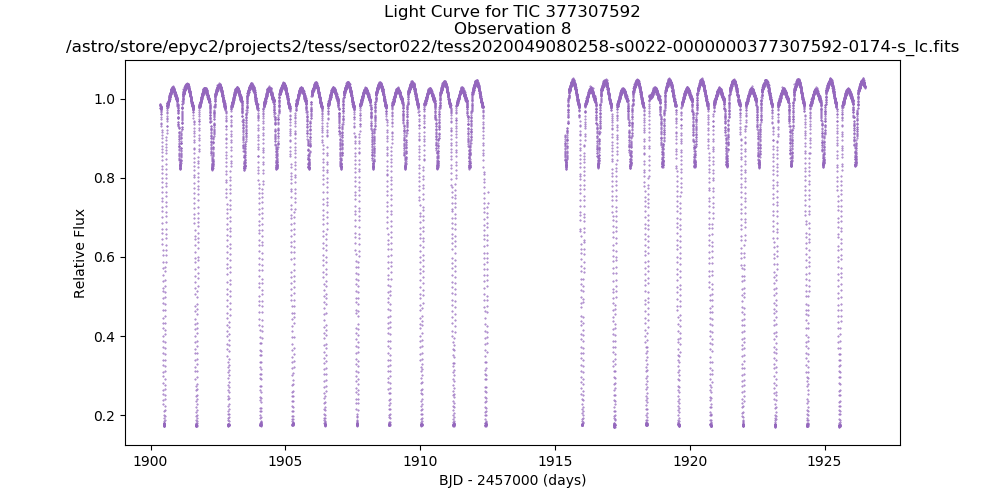 Light Curve for TIC 377307592
Observation 8
/astro/store/epyc2/projects2/tess/sector022/tess2020049080258-s0022-0000000377307592-0174-s_lc.fits
1.0
0.8
0.6
0.4
0.2
Relative Flux
1900
1905
1910
1915
1920
1925
BJD - 2457000 (days)